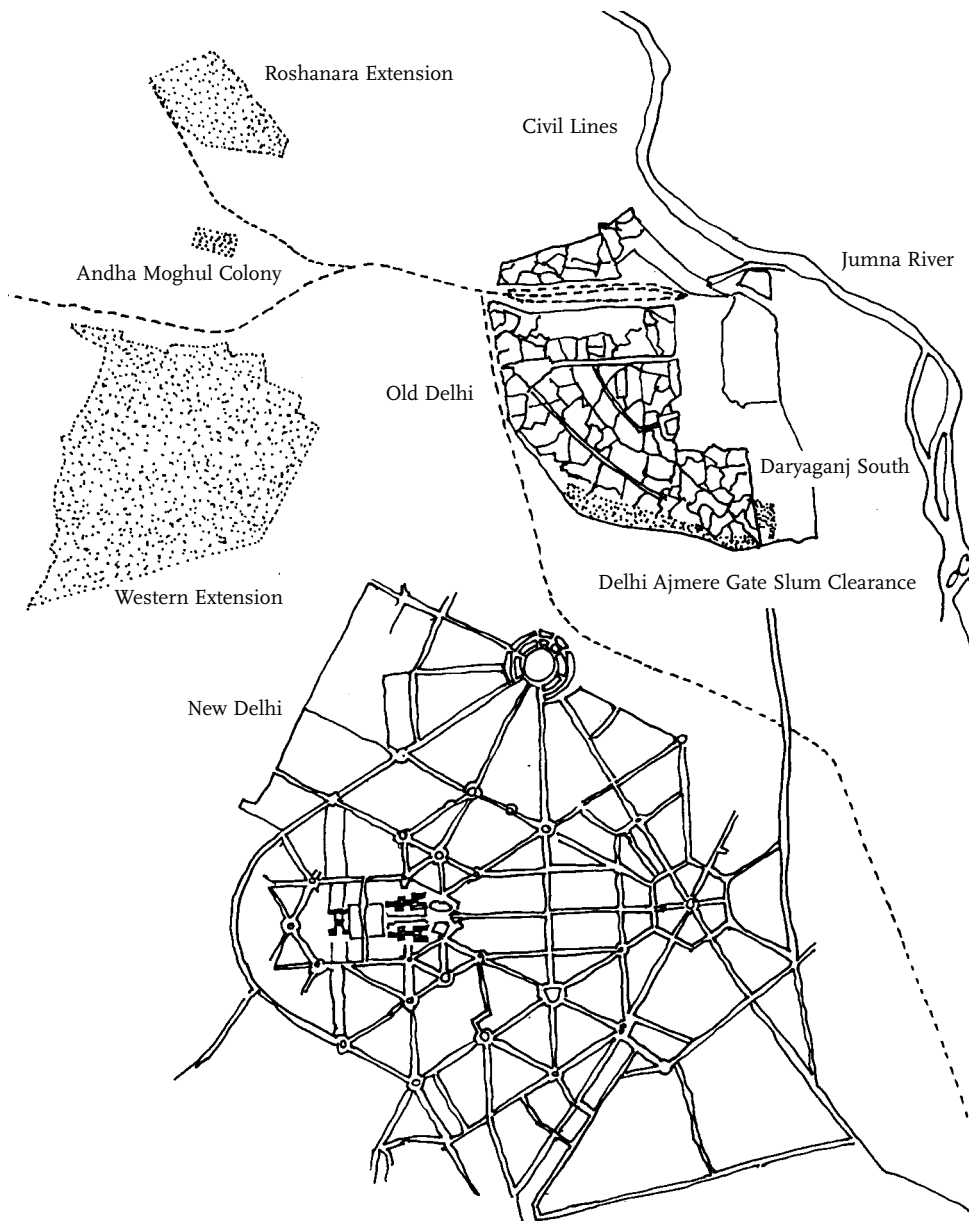 Roshanara Extension
Civil Lines
Jumna River
Andha Moghul Colony
Old Delhi
Daryaganj South
Delhi Ajmere Gate Slum Clearance
Western Extension
New Delhi